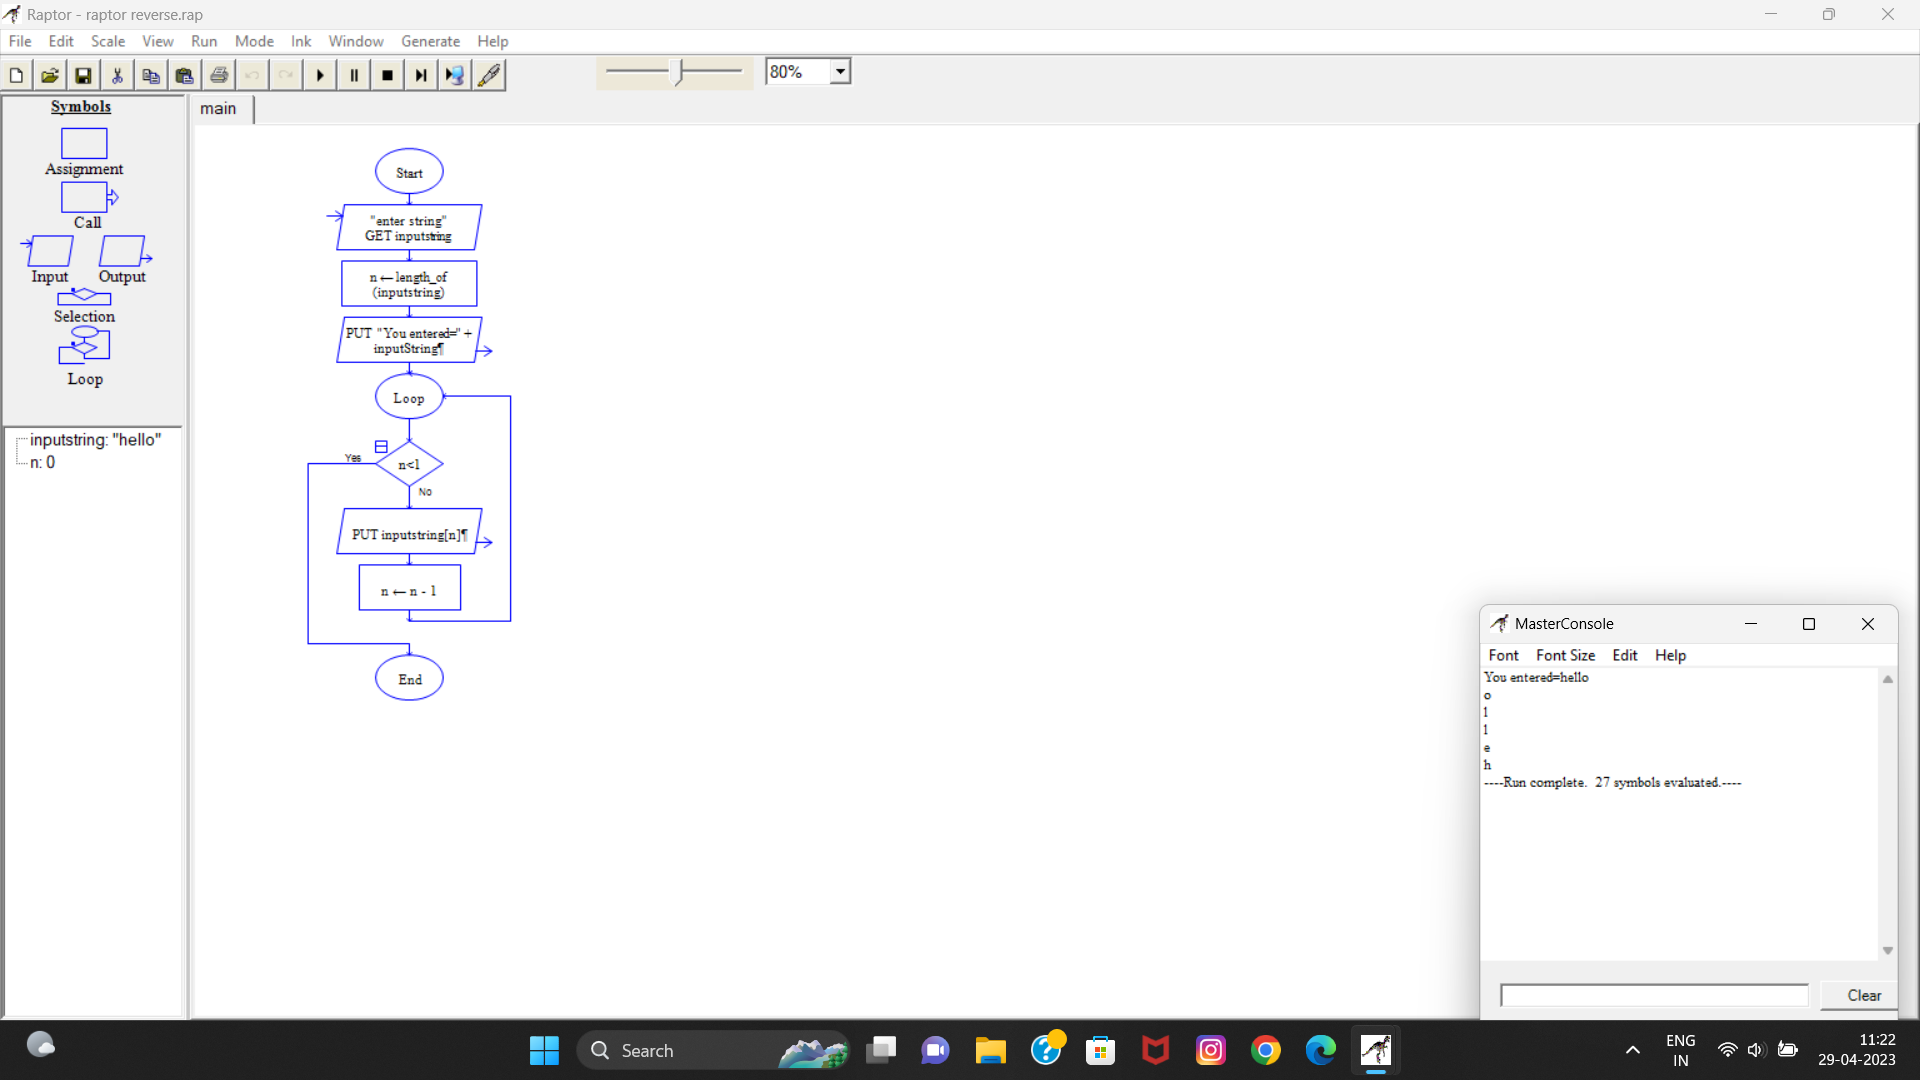 Raptor - raptor reverse.rap
File Edit Scale View Run Mode Ink Window Generate Help
80%
Symbols
Assignment
Call
Input Output
Selection
Loop
inputstring: "hello"
n: 0
main
Start
"enter string"
GET inputstring
n←length_of
(inputstring)
PUT "You entered=" +
inputString¶
Loop
Yes
n<1
No
PUT inputstring[n]¶
n ← n - 1
End
MasterConsole
Font Font Size Edit Help
You entered=hello
o
l
l
e
h
----Run complete.  27 symbols evaluated.----
Clear
Search
ENG
IN
11:22
29-04-2023